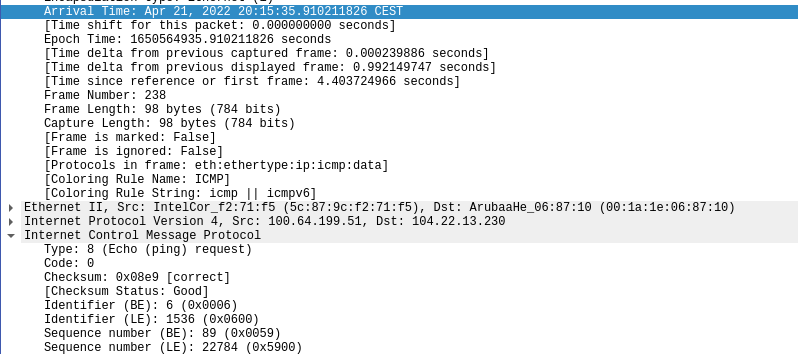 Encapsulation type: Ethernet (1)
Arrival Time: Apr 21, 2022 20:15:35.910211826 CEST
[Time shift for this packet: 0.000000000 seconds]
Epoch Time: 1650564935.910211826 seconds
[Time delta from previous captured frame: 0.000239886 seconds]
[Time delta from previous displayed frame: 0.992149747 seconds]
[Time since reference or first frame: 4.403724966 seconds]
Frame Number: 238
Frame Length: 98 bytes (784 bits)
Capture Length: 98 bytes (784 bits)
[Frame is marked: False]
[Frame is ignored: False]
[Protocols in frame: eth:ethertype:ip:icmp:data]
[Coloring Rule Name: ICMP]
[Coloring Rule String: icmp || icmpv6]
Ethernet II, Src: IntelCor_f2:71:f5 (5c:87:9c:f2:71:f5), Dst: ArubaaHe_06:87:10 (00:1a:1e:06:87:10)
Internet Protocol Version 4, Src: 100.64.199.51, Dst: 104.22.13.230
Internet Control Message Protocol
Type: 8 (Echo (ping) request)
Code: 0
Checksum: 0x08e9 [correct]
[Checksum Status: Good]
Identifier (BE): 6 (0x0006)
Identifier (LE): 1536 (0x0600)
Sequence number (BE): 89 (0x0059)
Sequence number (LE): 22784 (0x5900)